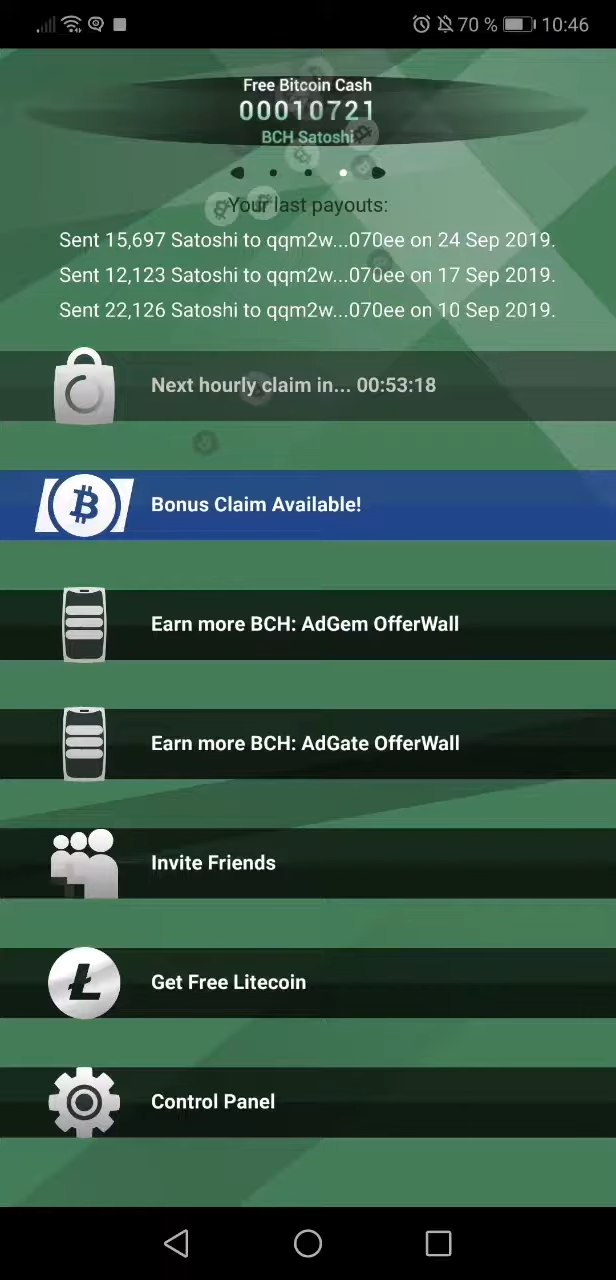 70 % 10:46
Free Bitcoin Cash
00010721
BCH Satoshi
Your last payouts:
Sent 15,697 Satoshi to qqm2w...070ee on 24 Sep 2019.
Sent 12,123 Satoshi to qqm2w...070ee on 17 Sep 2019.
Sent 22,126 Satoshi to qqm2w...070ee on 10 Sep 2019.
Next hourly claim in... 00:53:18
Bonus Claim Available!
Earn more BCH: AdGem OfferWall
Earn more BCH: AdGate OfferWall
Invite Friends
Get Free Litecoin
Control Panel